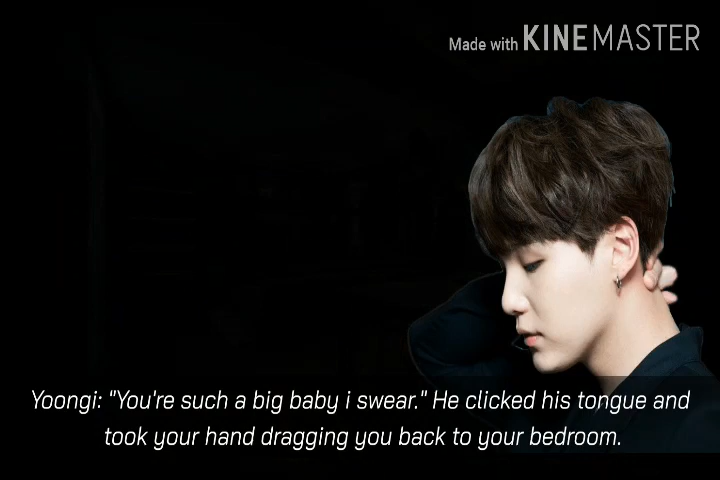 Made with KINEMASTER
Yoongi: "You're such a big baby i swear." He clicked his tongue and
took your hand dragging you back to your bedroom.